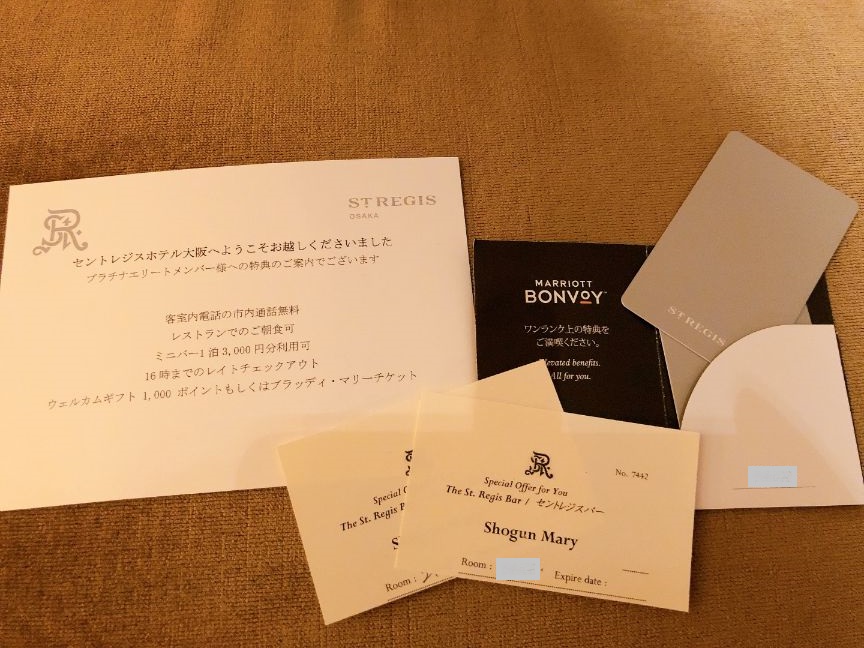 ST REGIS
OSAKA
セントレジスホテル大阪へようこそお越しくださいました
プラチナエリートメンバー様への特典のご案内でございます
客室内電話の市内通話無料
レストランでのご朝食可
ミニバー1泊3,000円分利用可
16時までのレイトチェックアウト
ウェルカムギフト 1,000 ポイントもしくはブラッディ・マリーチケット
MARRIOTT
BONVOY™
ワンランク上の特典を
ご満喫ください。
Elevated benefits.
All for you.
ST REGIS
Special
The St. Regis
Room :
No. 7442
Special Offer for You
The St. Regis Bar / セントレジスバー
Shogun Mary
Room :
Expire date :